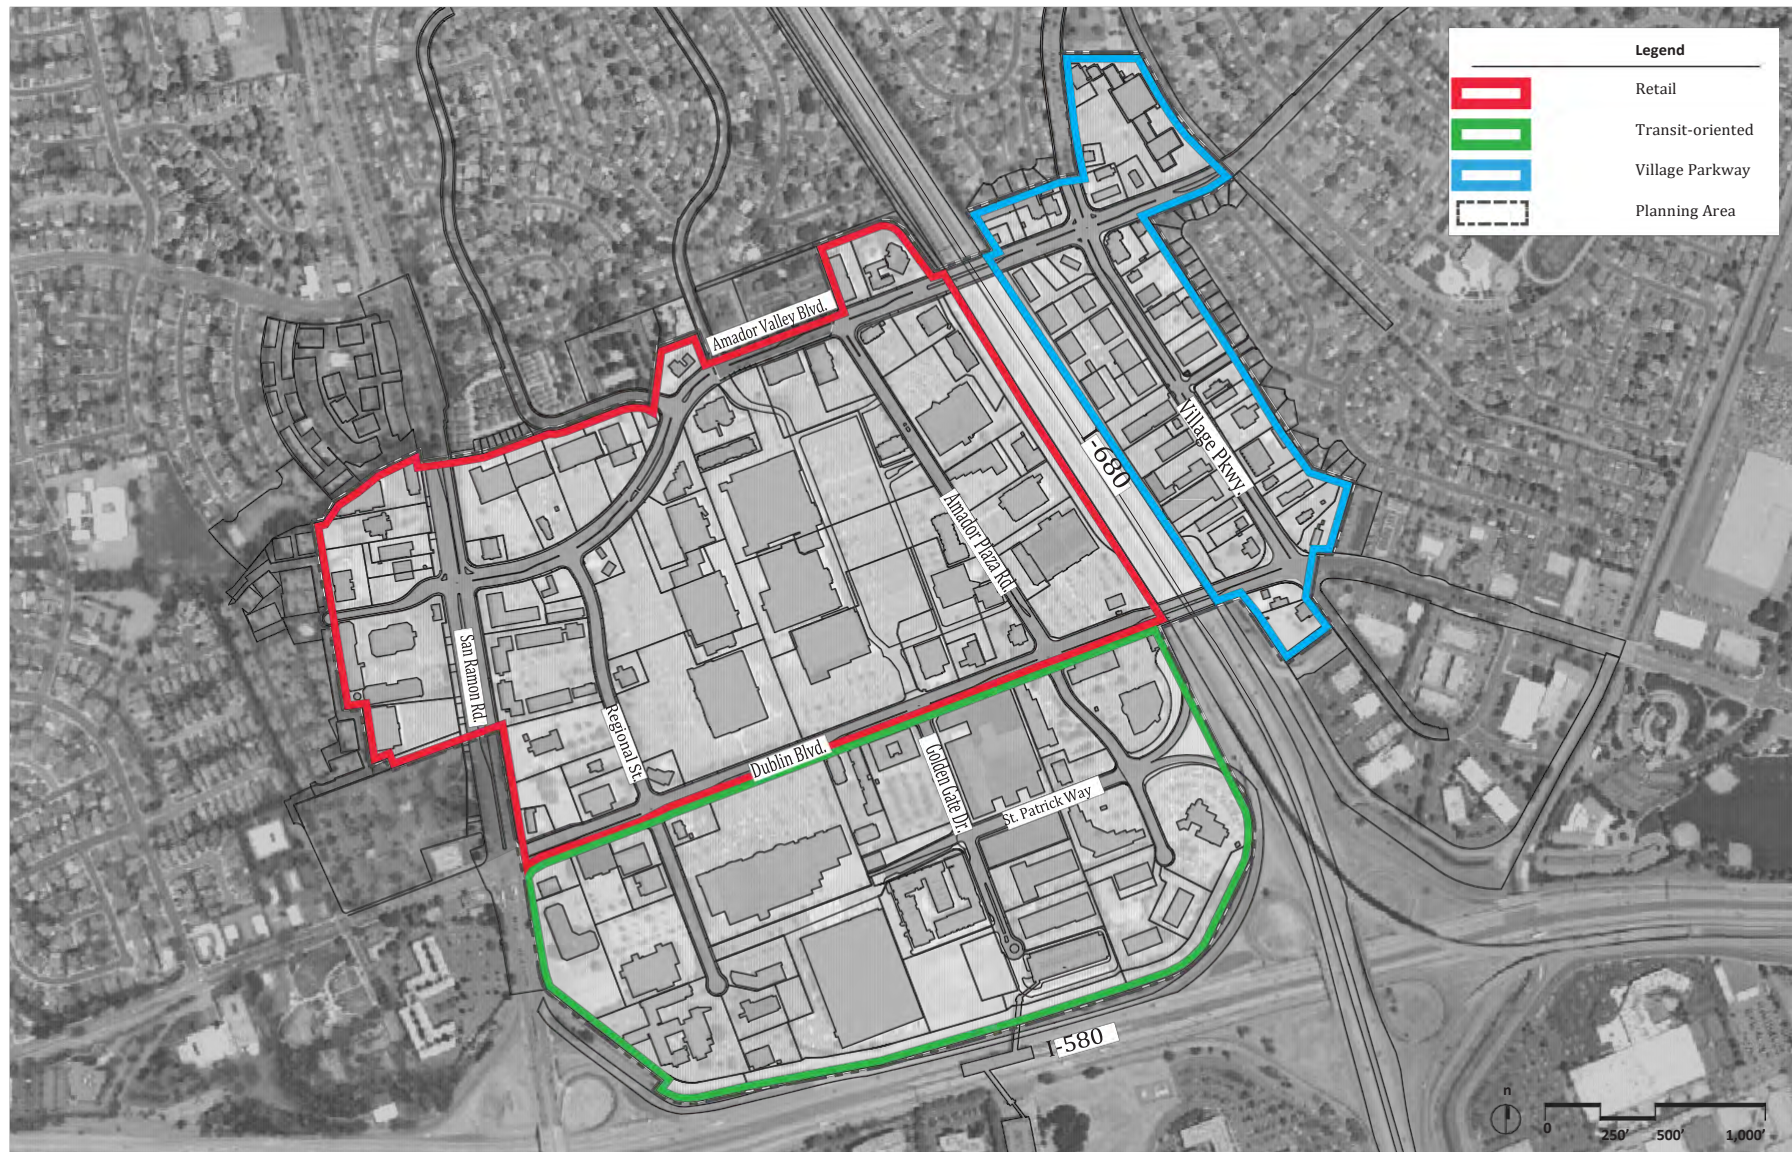 Legend
Retail
Transit-oriented
Village Parkway
Planning Area
Amador Valley Blvd.
-680
Village Pkwy.
Amador Plaza Rd.
San Ramon Rd.
Regional St.
Dublin Blvd.
Golden Gate Dr.
St. Patrick Way
I-580
n
0 250' 500' 1,000'